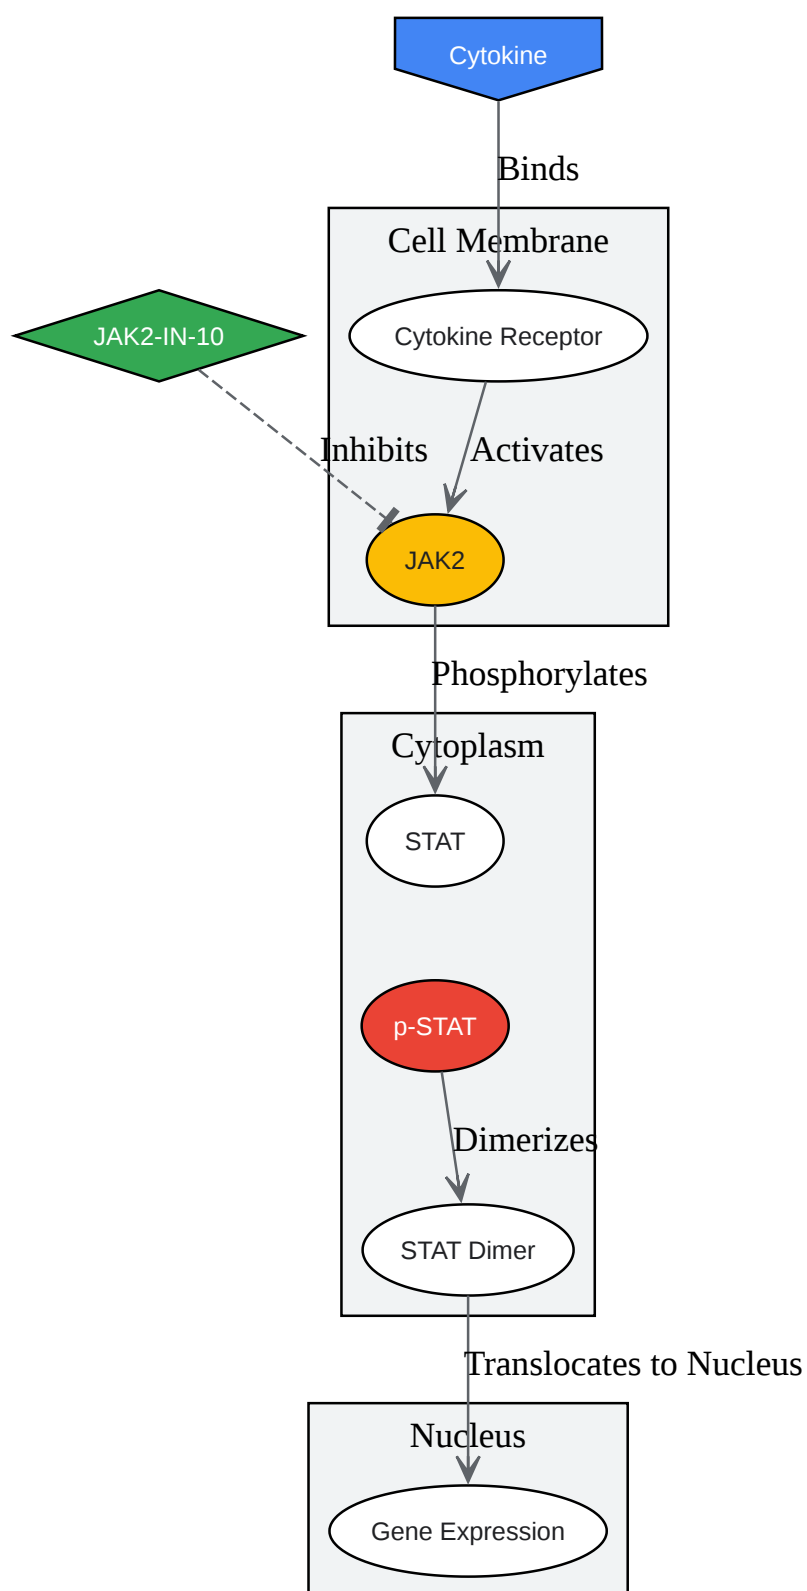 Cytokine
Binds
Cell Membrane
JAK2-IN-10
Cytokine Receptor
Inhibits
Activates
JAK2
Phosphorylates
Cytoplasm
STAT
p-STAT
Dimerizes
STAT Dimer
Translocates to Nucleus
Nucleus
Gene Expression